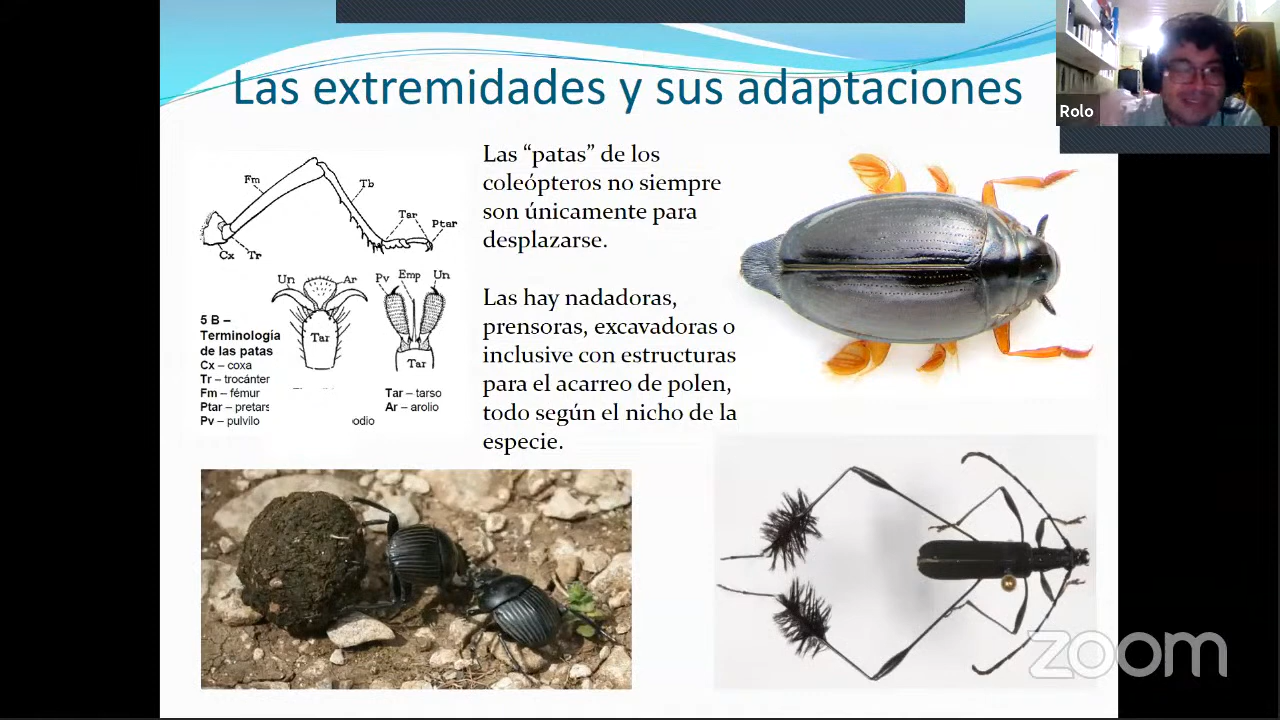 Las extremidades y sus adaptaciones
Rolo
Fm
Tb
Tar
Ptar
Cx
Tr
Un
Ar
Pv
Emp
Un
Tar
Tar
5 B –
Terminología
de las patas
Cx – coxa
Tr – trocánter
Fm – fémur
Ptar – pretars
Pv – pulvilo
odio
Tar – tarso
Ar – arolio
Las “patas” de los
coleópteros no siempre
son únicamente para
desplazarse.
Las hay nadadoras,
prensoras, excavadoras o
inclusive con estructuras
para el acarreo de polen,
todo según el nicho de la
especie.
zoom